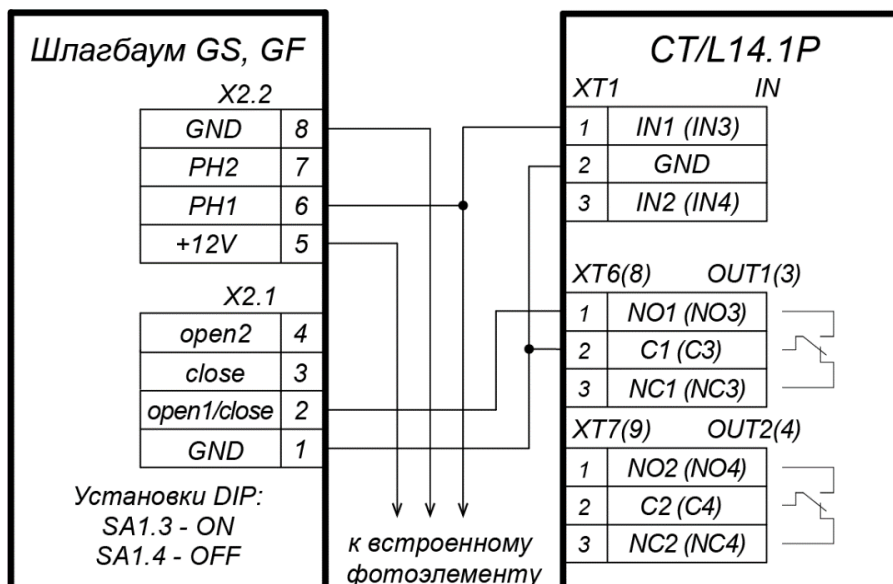 Шлагбаум GS, GF
X2.2
GND 8
PH2 7
PH1 6
+12V 5
X2.1
open2 4
close 3
open1/close 2
GND 1
Установки DIP:
SA1.3 - ON
SA1.4 - OFF
к встроенному
фотоэлементу
CT/L14.1P
XT1 IN
1 IN1 (IN3)
2 GND
3 IN2 (IN4)
XT6(8) OUT1(3)
1 NO1 (NO3)
2 C1 (C3)
3 NC1 (NC3)
XT7(9) OUT2(4)
1 NO2 (NO4)
2 C2 (C4)
3 NC2 (NC4)